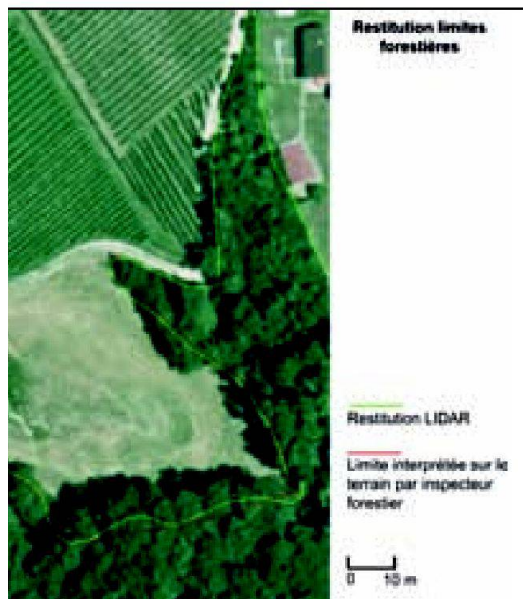 Restitution limites
forestières
Restitution LIDAR
Limite interprétée sur le
terrain par inspecteur
forestier
0 10 m